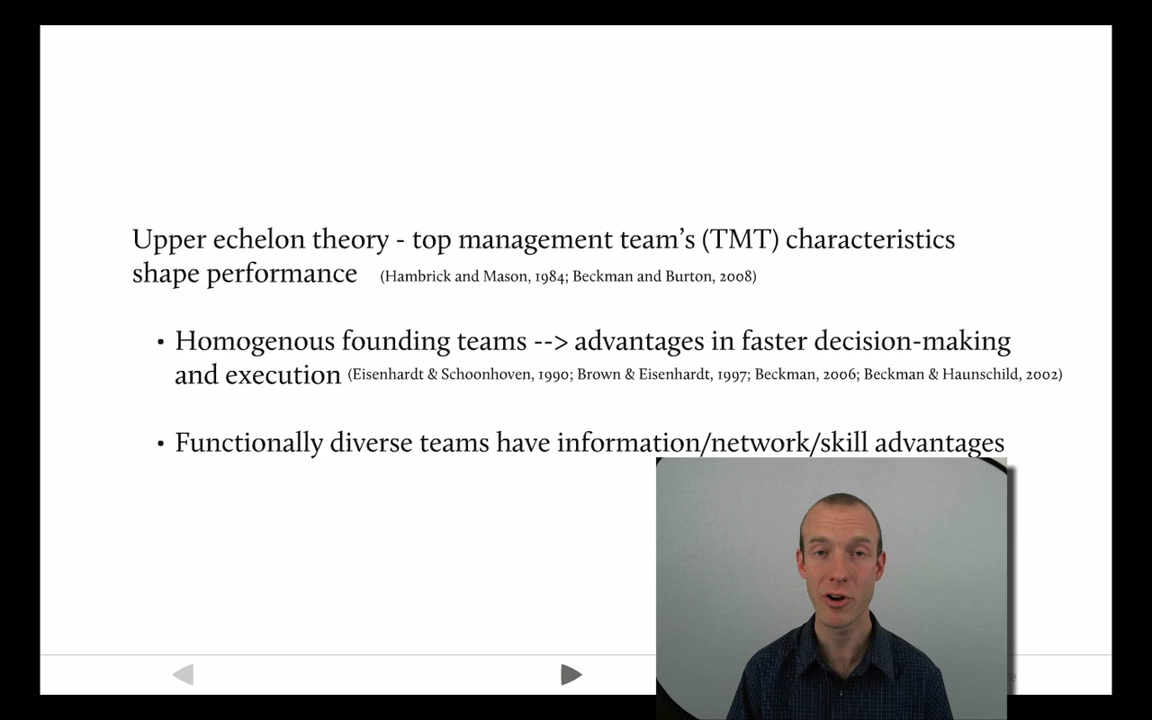 Upper echelon theory - top management team’s (TMT) characteristics
shape performance (Hambrick and Mason, 1984; Beckman and Burton, 2008)
• Homogenous founding teams --> advantages in faster decision-making
and execution (Eisenhardt & Schoonhoven, 1990; Brown & Eisenhardt, 1997; Beckman, 2006; Beckman & Haunschild, 2002)
• Functionally diverse teams have information/network/skill advantages